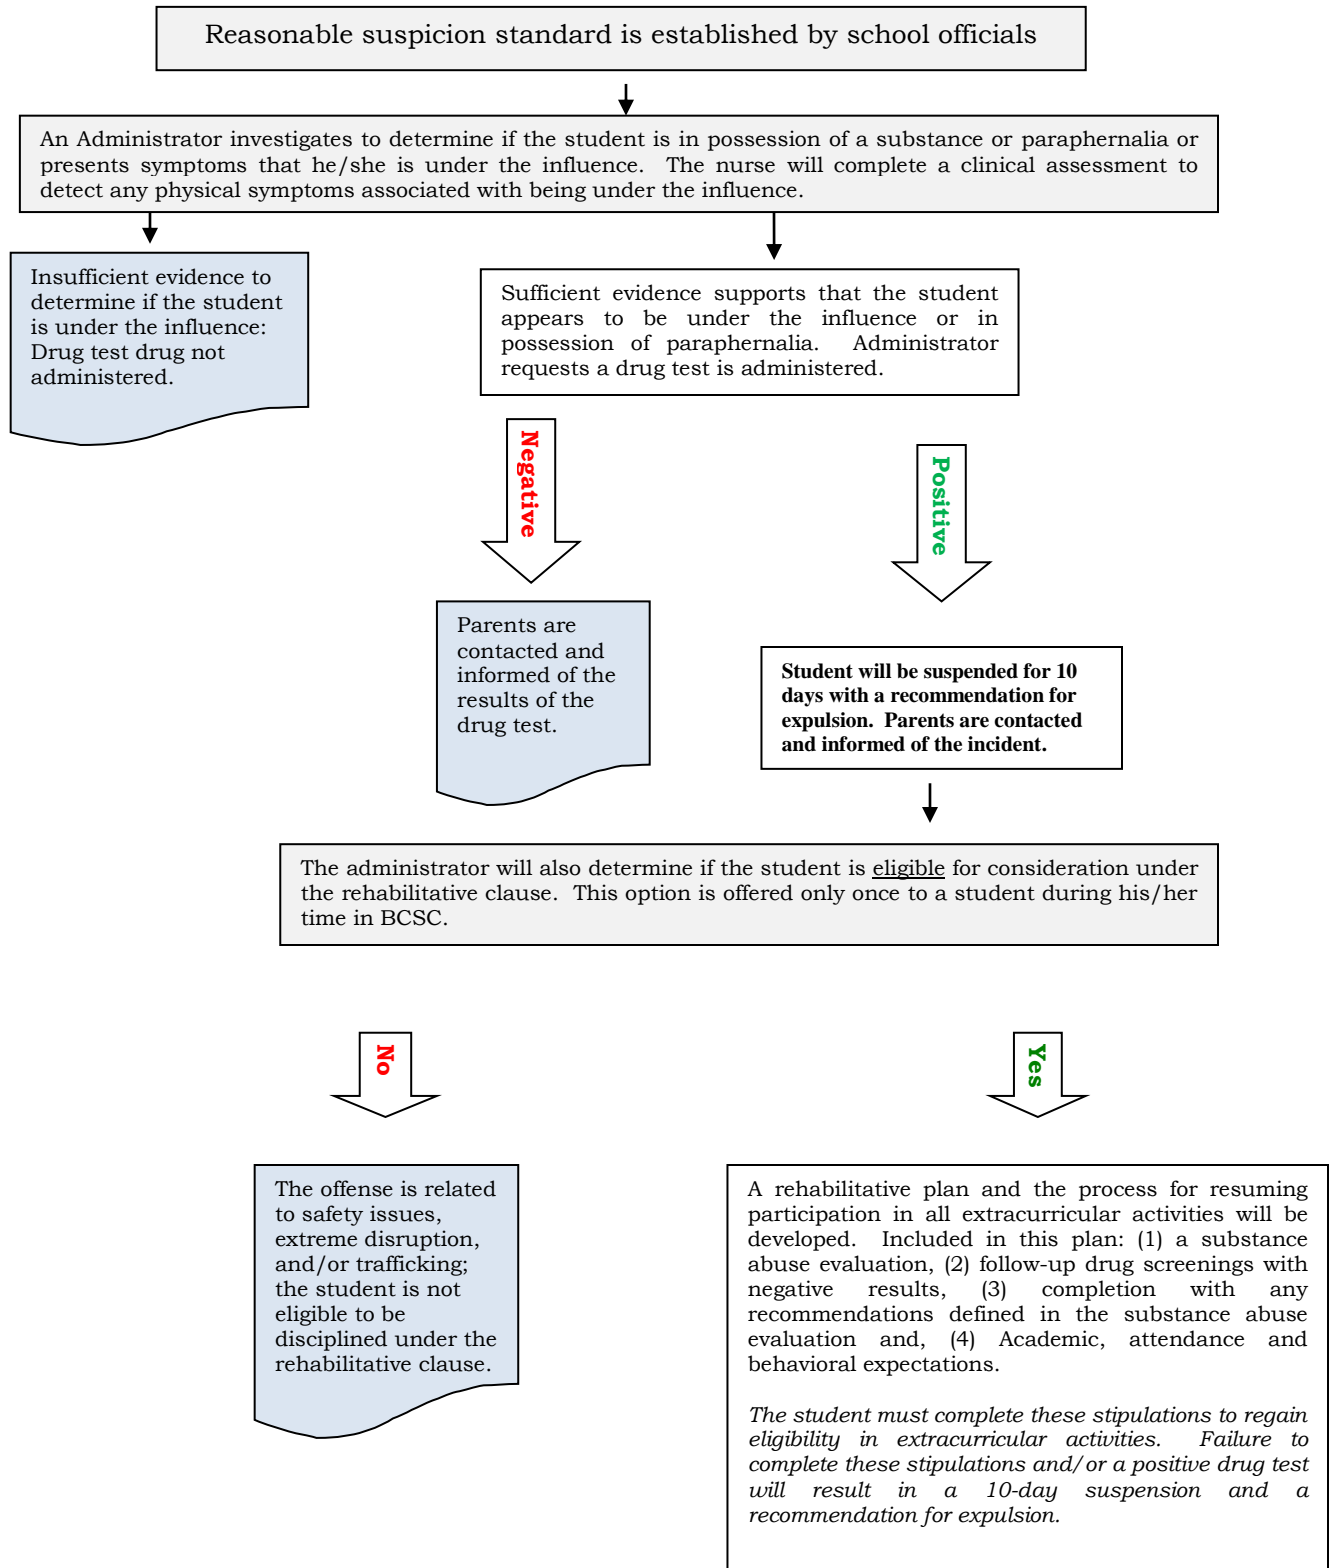 Reasonable suspicion standard is established by school officials
An Administrator investigates to determine if the student is in possession of a substance or paraphernalia or
presents symptoms that he/she is under the influence. The nurse will complete a clinical assessment to
detect any physical symptoms associated with being under the influence.
Insufficient evidence to
determine if the student
is under the influence:
Drug test drug not
administered.
Sufficient evidence supports that the student
appears to be under the influence or in
possession of paraphernalia. Administrator
requests a drug test is administered.
Negative
Positive
Parents are
contacted and
informed of the
results of the
drug test.
Student will be suspended for 10
days with a recommendation for
expulsion. Parents are contacted
and informed of the incident.
The administrator will also determine if the student is eligible for consideration under
the rehabilitative clause. This option is offered only once to a student during his/her
time in BCSC.
No
Yes
The offense is related
to safety issues,
extreme disruption,
and/or trafficking;
the student is not
eligible to be
disciplined under the
rehabilitative clause.
A rehabilitative plan and the process for resuming
participation in all extracurricular activities will be
developed. Included in this plan: (1) a substance
abuse evaluation, (2) follow-up drug screenings with
negative results, (3) completion with any
recommendations defined in the substance abuse
evaluation and, (4) Academic, attendance and
behavioral expectations.
The student must complete these stipulations to regain
eligibility in extracurricular activities. Failure to
complete these stipulations and/or a positive drug test
will result in a 10-day suspension and a
recommendation for expulsion.